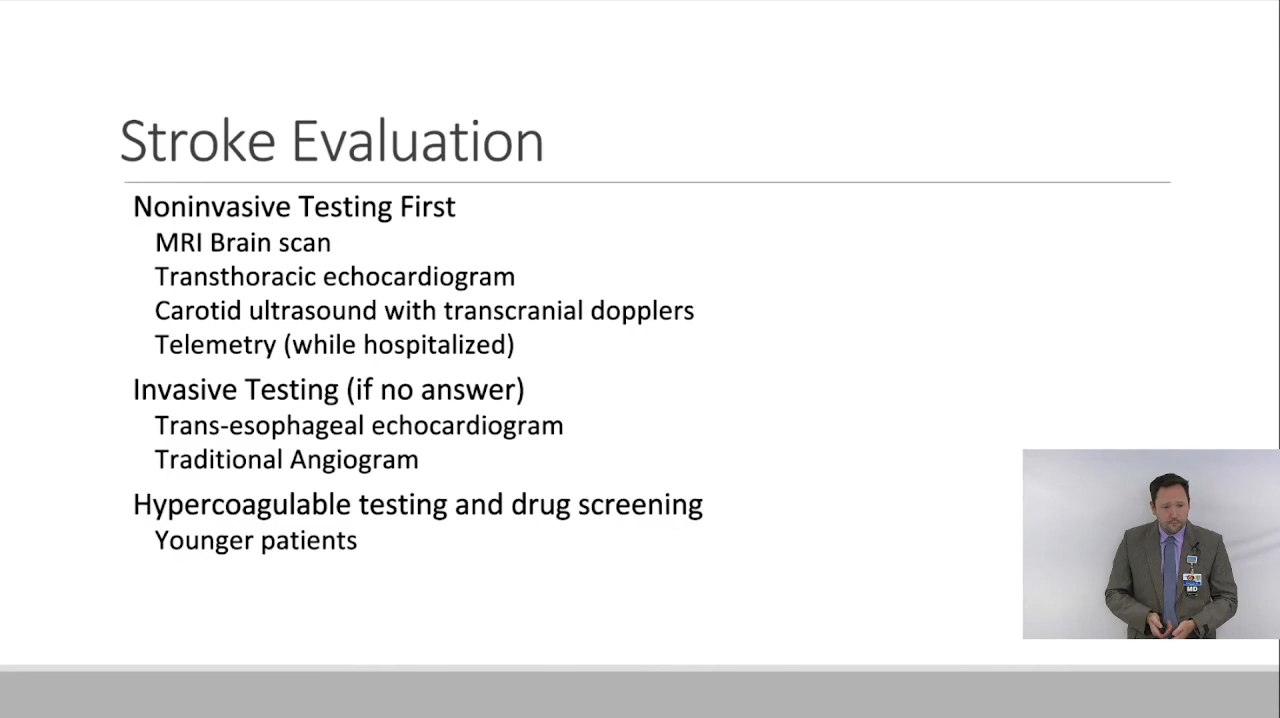 Stroke Evaluation
Noninvasive Testing First
MRI Brain scan
Transthoracic echocardiogram
Carotid ultrasound with transcranial dopplers
Telemetry (while hospitalized)
Invasive Testing (if no answer)
Trans-esophageal echocardiogram
Traditional Angiogram
Hypercoagulable testing and drug screening
Younger patients
MD